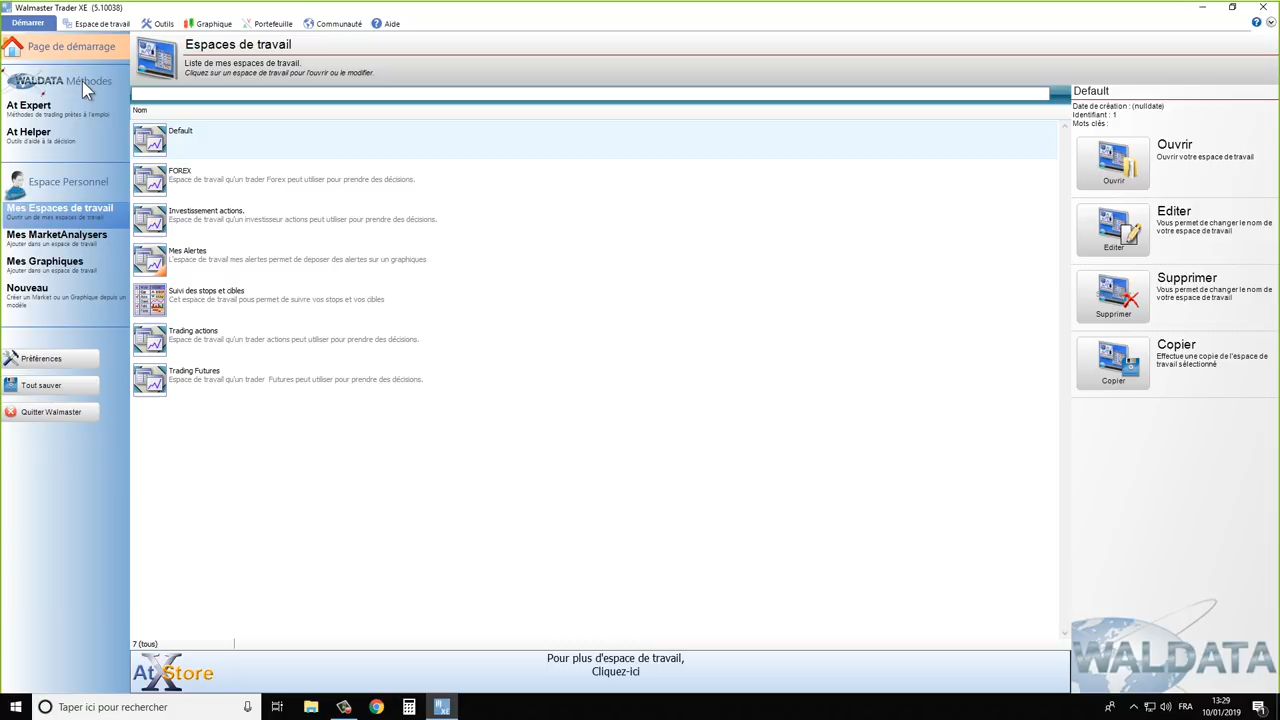 Walmaster Trader XE (5.10038)
Démarrer
Espace de travail
Outils
Graphique
Portefeuille
Communauté
Aide
Page de démarrage
WALDATA Méthodes
At Expert
Méthodes de trading prêtes à l'emploi
At Helper
Outils d'aide à la décision
Espace Personnel
Mes Espaces de travail
Ouvrir un de mes espaces de travail
Mes MarketAnalysers
Ajouter dans un espace de travail
Mes Graphiques
Ajouter dans un espace de travail
Nouveau
Créer un Market ou un Graphique depuis un
modèle
Préférences
Tout sauver
Quitter Walmaster
Espaces de travail
Liste de mes espaces de travail.
Cliquez sur un espace de travail pour l'ouvrir ou le modifier.
Nom
Default
FOREX
Espace de travail qu'un trader Forex peut utiliser pour prendre des décisions.
Investissement actions.
Espace de travail qu'un investisseur actions peut utiliser pour prendre des décisions.
Mes Alertes
L'espace de travail mes alertes permet de deposer des alertes sur un graphiques
Suivi des stops et cibles
Cet espace de travail pous permet de suivre vos stops et vos cibles
Trading actions
Espace de travail qu'un trader actions peut utiliser pour prendre des décisions.
Trading Futures
Espace de travail qu'un trader Futures peut utiliser pour prendre des décisions.
7 (tous)
At X Store
Pour plus d'espace de travail,
Cliquez-ici
Default
Date de création : (nulldate)
Identifiant : 1
Mots clés :
Ouvrir
Ouvrir
Ouvrir votre espace de travail
Editer
Editer
Vous permet de changer le nom de
votre espace de travail
Supprimer
Supprimer
Vous permet de changer le nom de
votre espace de travail
Copier
Copier
Effectue une copie de l'espace de
travail sélectionné
WALDATA
Taper ici pour rechercher
FRA
13:29
10/01/2019